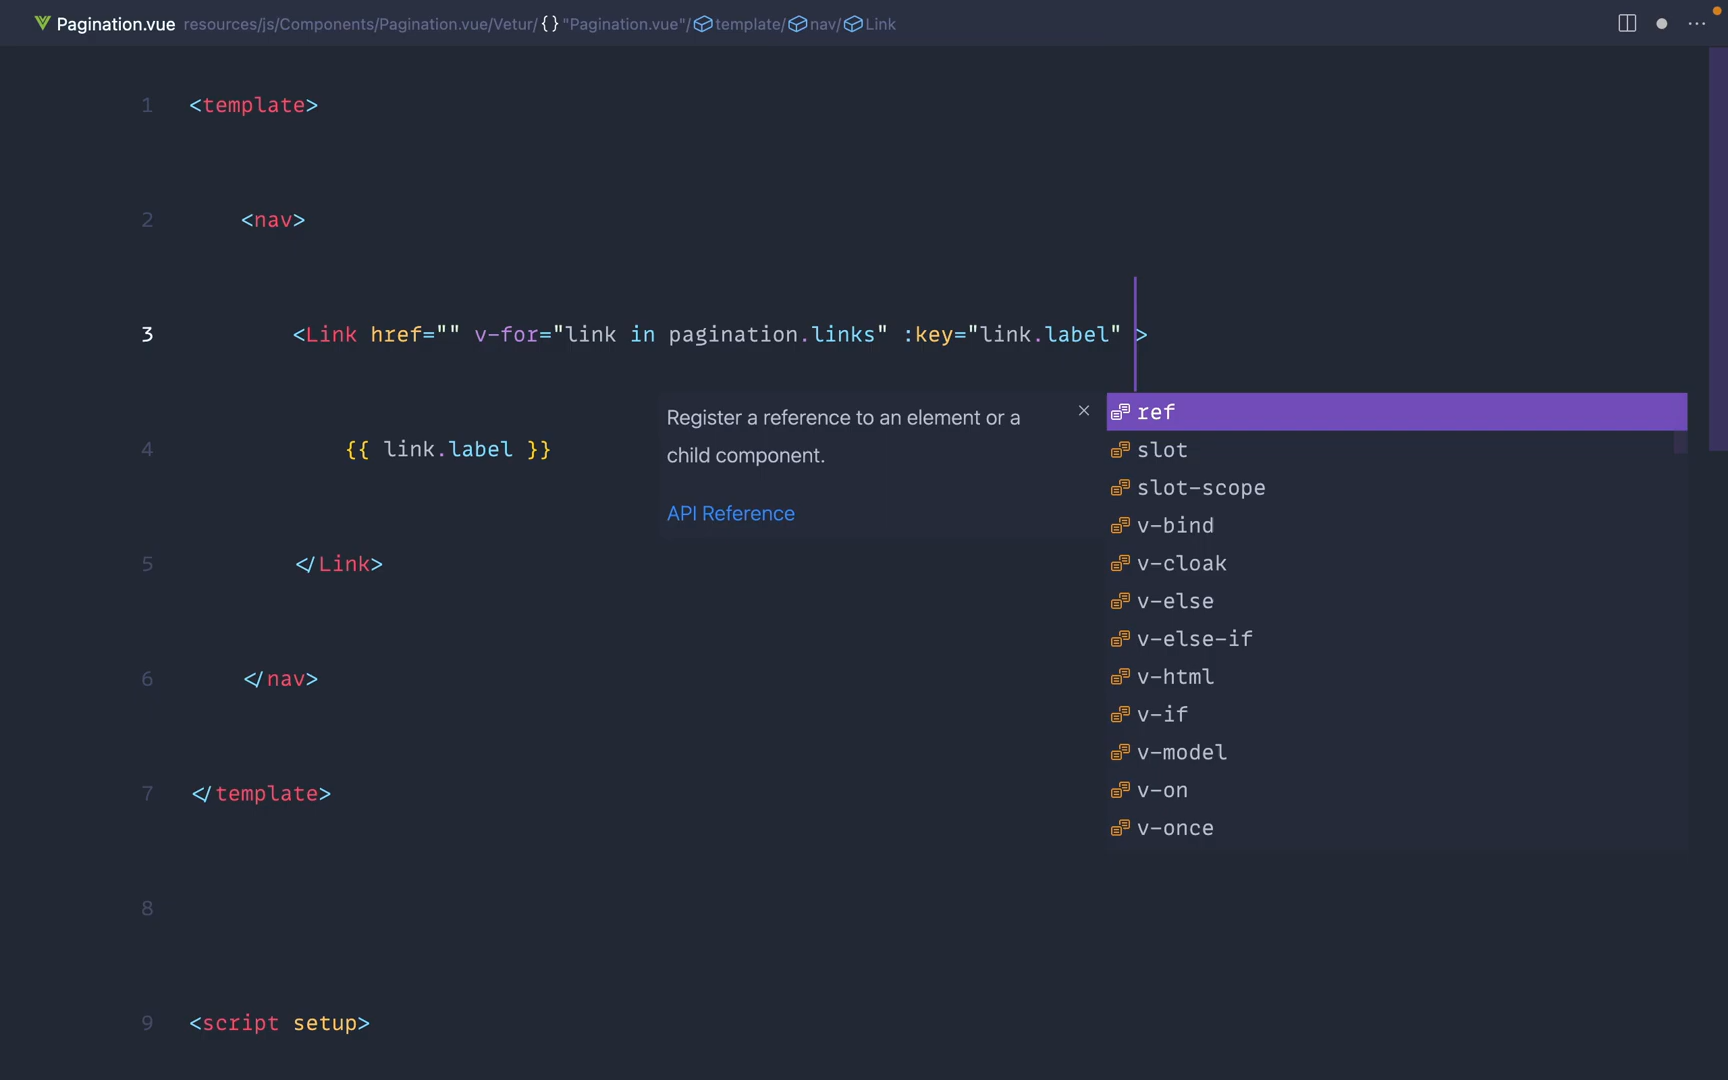 Pagination.vue resources/js/Components/Pagination.vue/Vetur/{}"Pagination.vue"/template/nav/Link
1 <template>
2 <nav>
3 <Link href="" v-for="link in pagination.links" :key="link.label" >
4 {{ link.label }}
5 </Link>
6 </nav>
7 </template>
8
9 <script setup>
Register a reference to an element or a
child component.
API Reference
ref
slot
slot-scope
v-bind
v-cloak
v-else
v-else-if
v-html
v-if
v-model
v-on
v-once